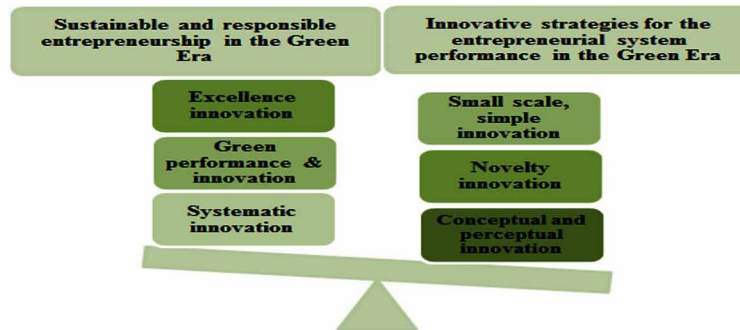 Sustainable and responsible
entrepreneurship in the Green
Era
Innovative strategies for the
entrepreneurial system
performance in the Green Era
Excellence
innovation
Green
performance &
innovation
Systematic
innovation
Small scale,
simple
innovation
Novelty
innovation
Conceptual and
perceptual
innovation